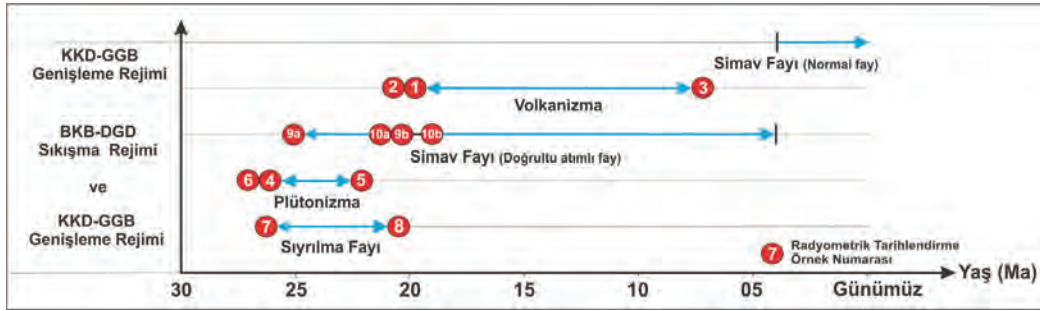 KKD-GGB
Genişleme Rejimi
Simav Fayı (Normal fay)
2 1 3
Volkanizma
BKB-DGD
Sıkışma Rejimi
9a 10a 9b 10b
Simav Fayı (Doğrultu atımlı fay)
ve
6 4 5
Plütonizma
KKD-GGB
Genişleme Rejimi
7 8
Sıyrılma Fayı
7 Radyometrik Tarihlendirme
Örnek Numarası
30 25 20 15 10 05 Günümüz
Yaş (Ma)